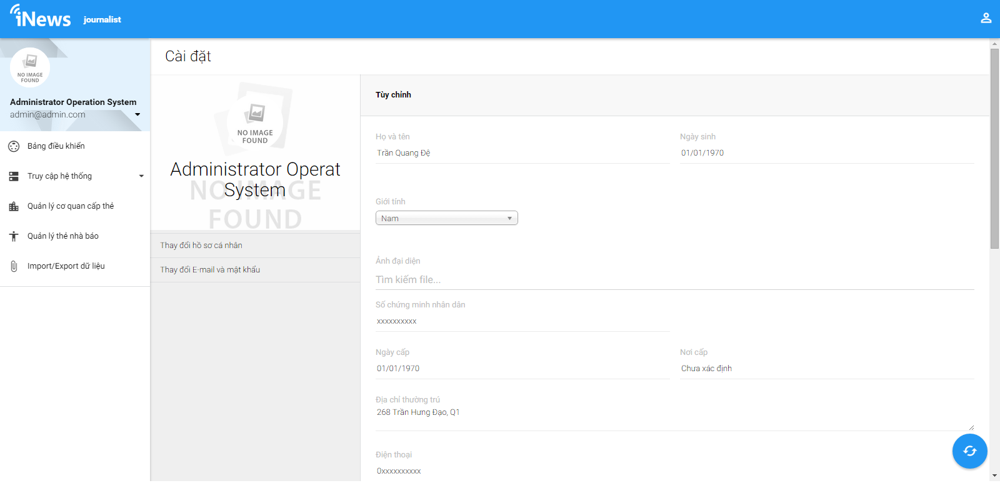 iNews journalist
NO IMAGE
FOUND
Administrator Operation System
admin@admin.com
Bảng điều khiển
Truy cập hệ thống
Quản lý cơ quan cấp thẻ
Quản lý thẻ nhà báo
Import/Export dữ liệu
Cài đặt
NO IMAGE
FOUND
Administrator Operat
System
NO IMAGE
FOUND
Thay đổi hồ sơ cá nhân
Thay đổi E-mail và mật khẩu
Tùy chỉnh
Họ và tên
Trần Quang Đệ
Ngày sinh
01/01/1970
Giới tính
Nam
Ảnh đại diện
Tìm kiếm file...
Số chứng minh nhân dân
xxxxxxxxxx
Ngày cấp
01/01/1970
Nơi cấp
Chưa xác định
Địa chỉ thường trú
268 Trần Hưng Đạo, Q1
Điện thoại
0xxxxxxxxxx